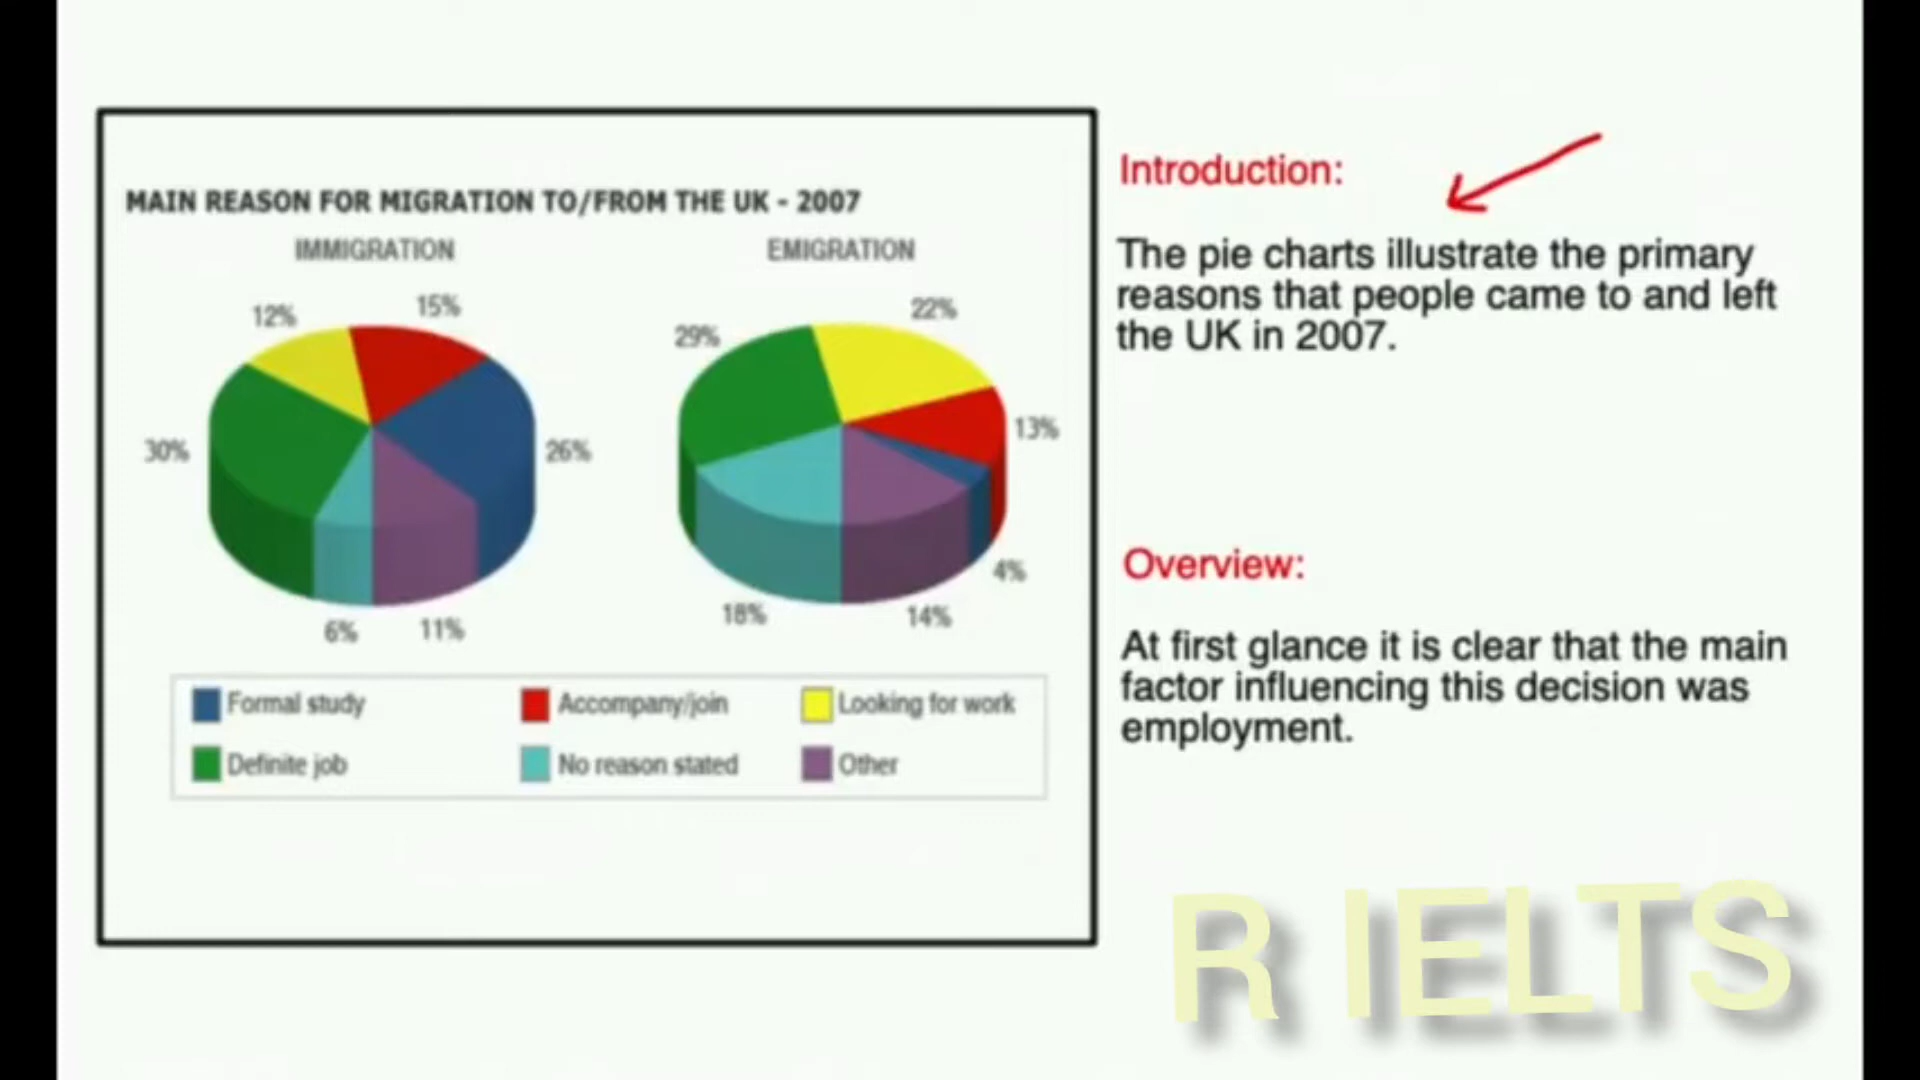 MAIN REASON FOR MIGRATION TO/FROM THE UK - 2007
IMMIGRATION
EMIGRATION
12%
15%
30%
26%
6%
11%
29%
22%
13%
4%
18%
14%
Formal study
Accompany/join
Looking for work
Definite job
No reason stated
Other
Introduction:
The pie charts illustrate the primary
reasons that people came to and left
the UK in 2007.
Overview:
At first glance it is clear that the main
factor influencing this decision was
employment.
R IELTS